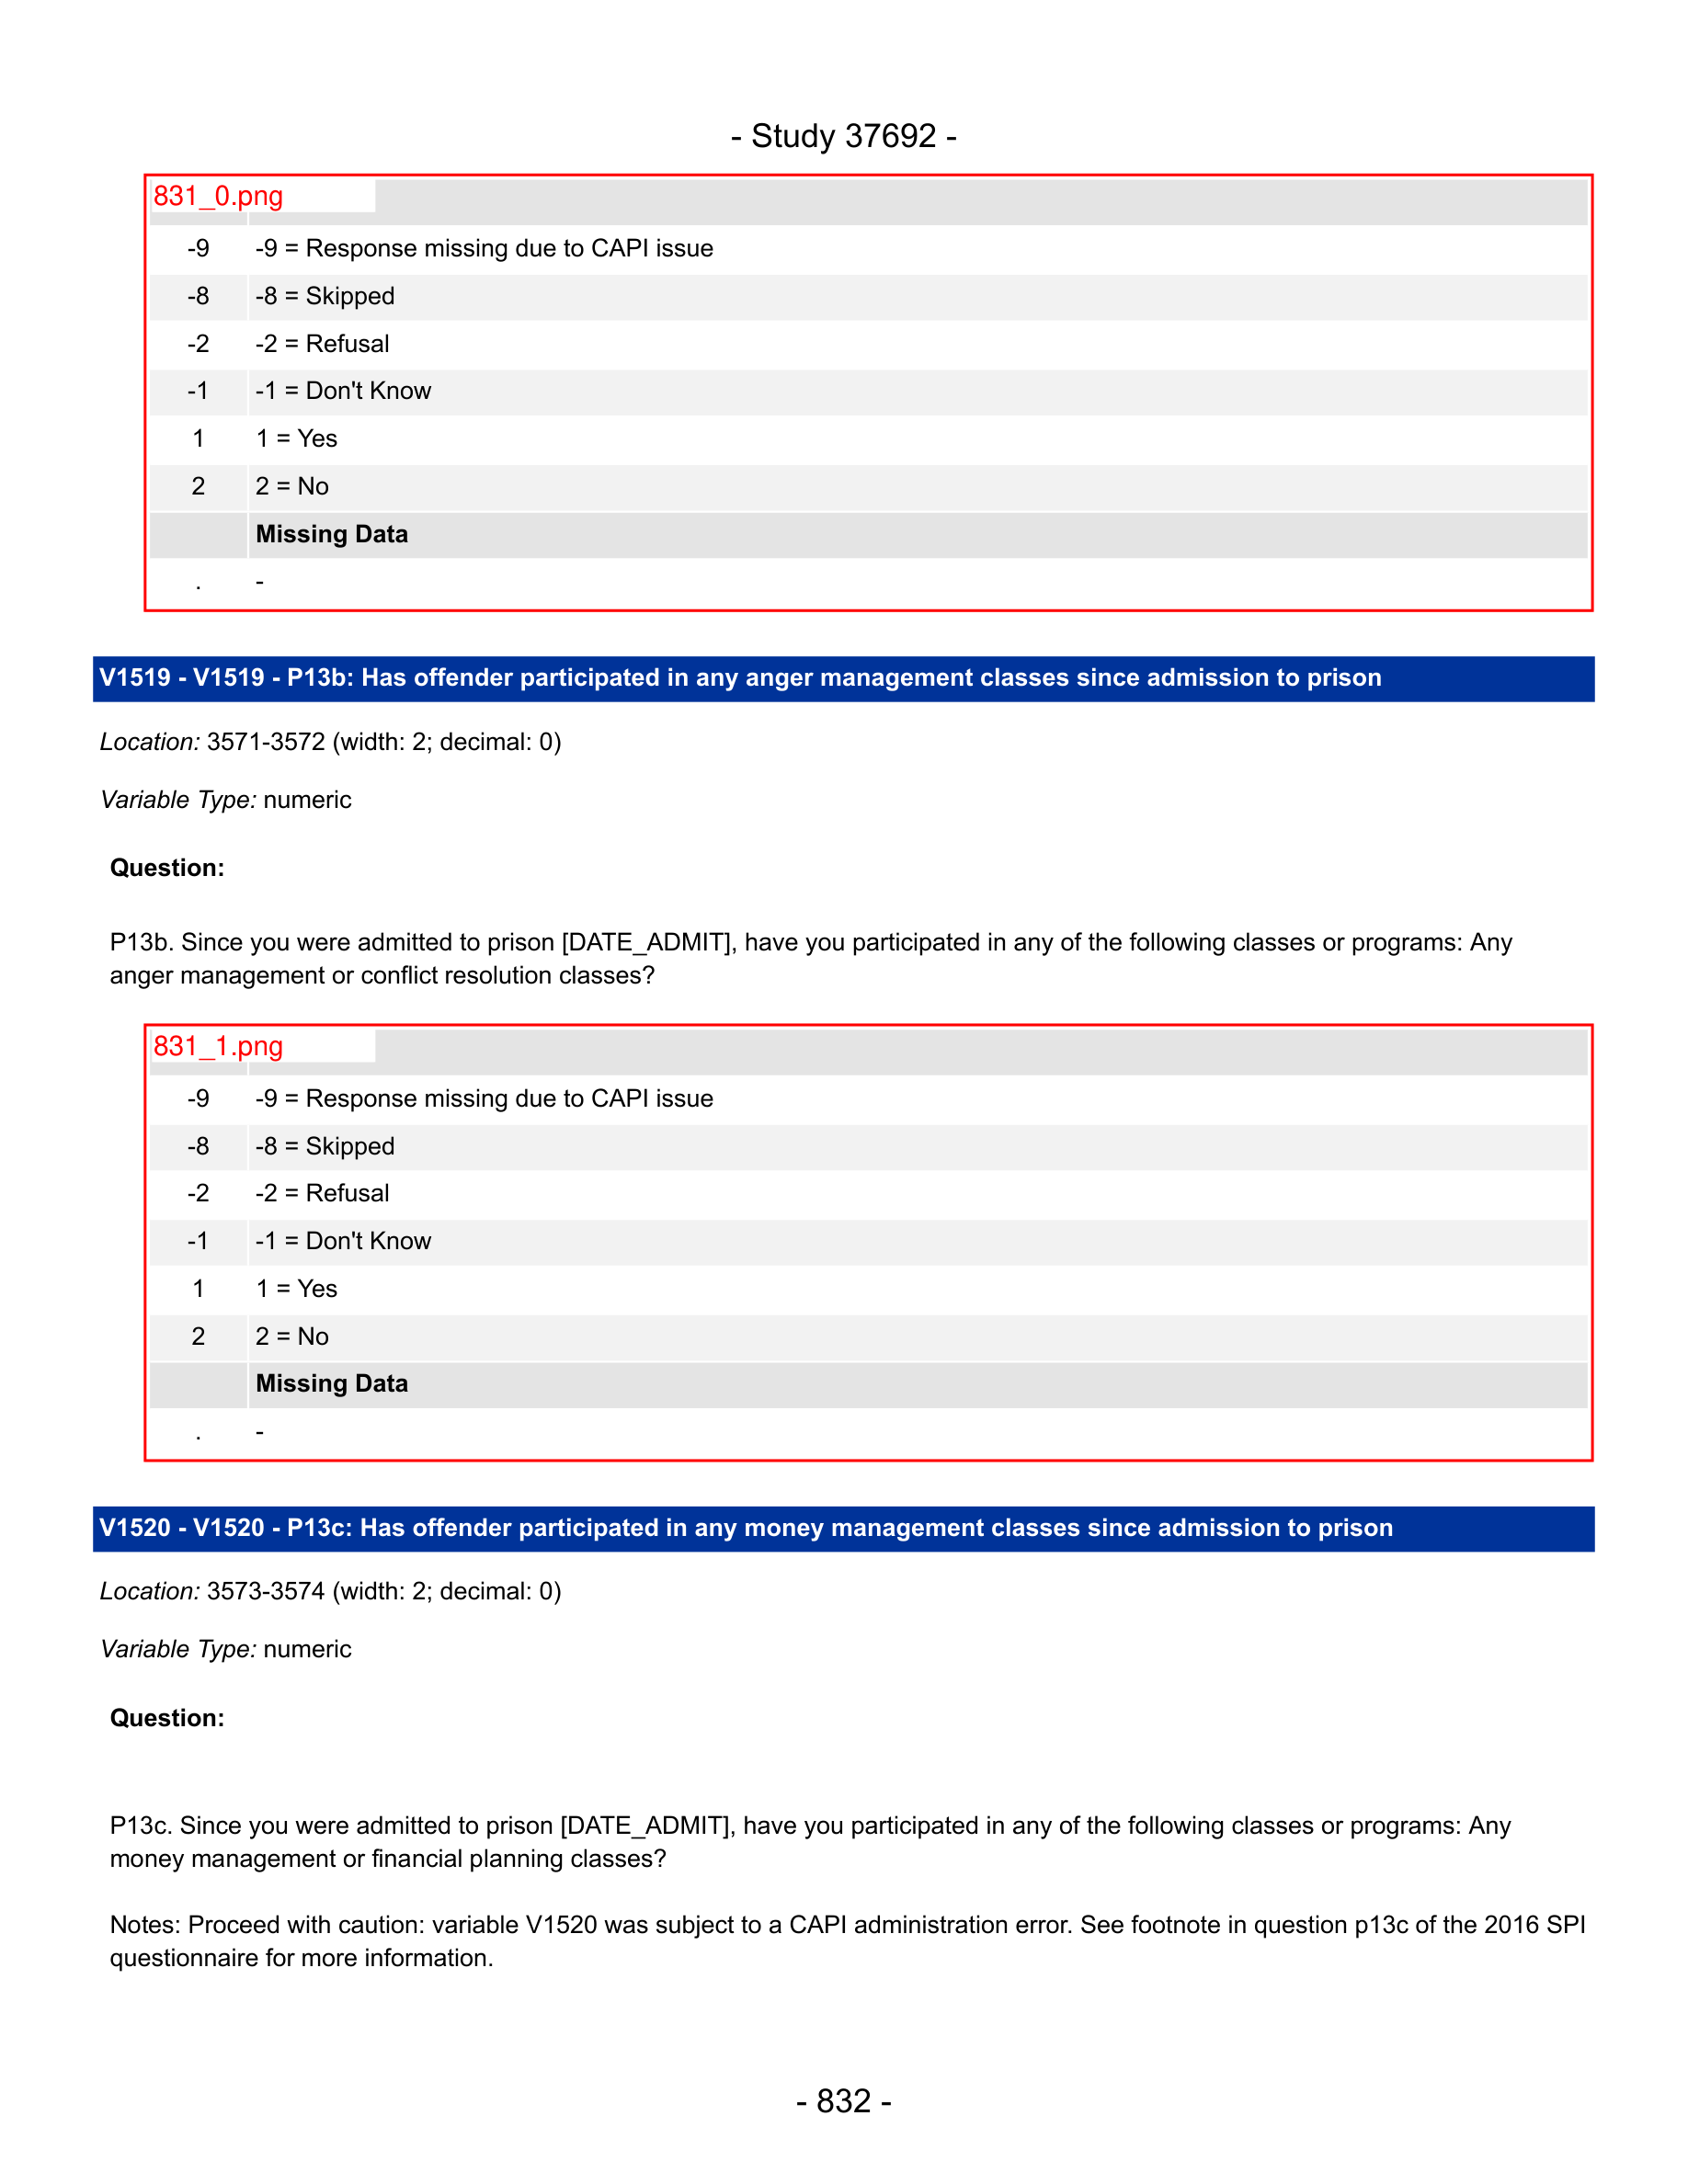 - Study 37692 -
831_0.png
-9 -9 = Response missing due to CAPI issue
-8 -8 = Skipped
-2 -2 = Refusal
-1 -1 = Don't Know
1 1 = Yes
2 2 = No
Missing Data
. -
V1519 - V1519 - P13b: Has offender participated in any anger management classes since admission to prison
Location: 3571-3572 (width: 2; decimal: 0)
Variable Type: numeric
Question:
P13b. Since you were admitted to prison [DATE_ADMIT], have you participated in any of the following classes or programs: Any
anger management or conflict resolution classes?
831_1.png
-9 -9 = Response missing due to CAPI issue
-8 -8 = Skipped
-2 -2 = Refusal
-1 -1 = Don't Know
1 1 = Yes
2 2 = No
Missing Data
. -
V1520 - V1520 - P13c: Has offender participated in any money management classes since admission to prison
Location: 3573-3574 (width: 2; decimal: 0)
Variable Type: numeric
Question:
P13c. Since you were admitted to prison [DATE_ADMIT], have you participated in any of the following classes or programs: Any
money management or financial planning classes?
Notes: Proceed with caution: variable V1520 was subject to a CAPI administration error. See footnote in question p13c of the 2016 SPI
questionnaire for more information.
- 832 -